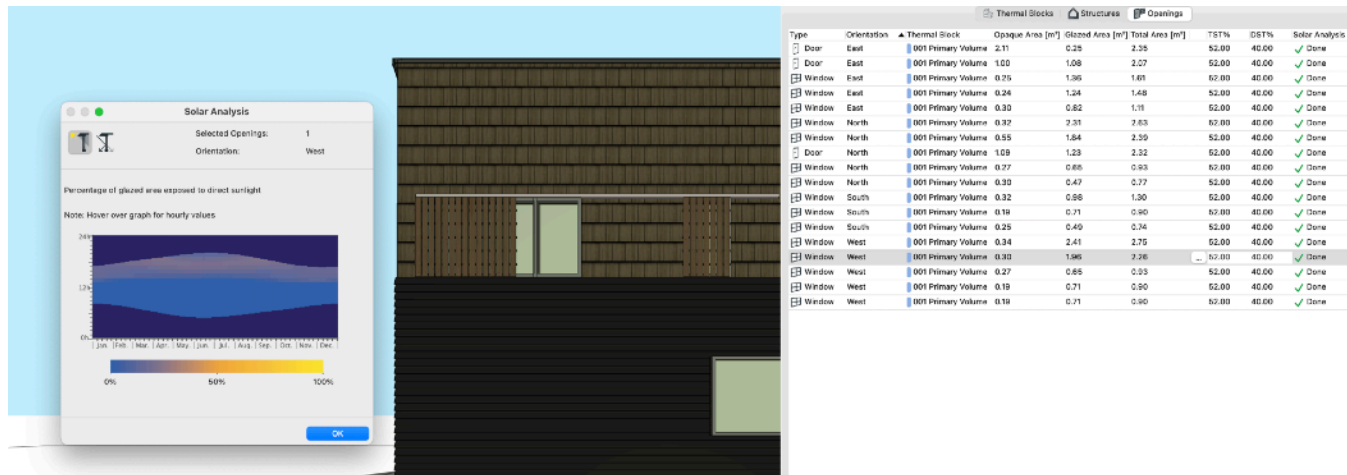 Thermal Blocks Structures Openings
Type Orientation Thermal Block Opaque Area [m²] Glazed Area [m²] Total Area [m²] TST% DST% Solar Analysis
Door East 001 Primary Volume 2.11 0.25 2.35 52.00 40.00 Done
Door East 001 Primary Volume 1.00 1.08 2.07 52.00 40.00 Done
Window East 001 Primary Volume 0.25 1.36 1.61 52.00 40.00 Done
Window East 001 Primary Volume 0.24 1.24 1.48 52.00 40.00 Done
Window East 001 Primary Volume 0.30 0.82 1.11 52.00 40.00 Done
Window North 001 Primary Volume 0.32 2.31 2.63 52.00 40.00 Done
Window North 001 Primary Volume 0.55 1.84 2.39 52.00 40.00 Done
Door North 001 Primary Volume 1.09 1.23 2.32 52.00 40.00 Done
Window North 001 Primary Volume 0.27 0.65 0.93 52.00 40.00 Done
Window North 001 Primary Volume 0.30 0.47 0.77 52.00 40.00 Done
Window South 001 Primary Volume 0.32 0.98 1.30 52.00 40.00 Done
Window South 001 Primary Volume 0.19 0.71 0.90 52.00 40.00 Done
Window South 001 Primary Volume 0.25 0.49 0.74 52.00 40.00 Done
Window West 001 Primary Volume 0.34 2.41 2.75 52.00 40.00 Done
Window West 001 Primary Volume 0.30 1.96 2.26 ... 52.00 40.00 Done
Window West 001 Primary Volume 0.27 0.65 0.93 52.00 40.00 Done
Window West 001 Primary Volume 0.19 0.71 0.90 52.00 40.00 Done
Window West 001 Primary Volume 0.19 0.71 0.90 52.00 40.00 Done
Solar Analysis
Selected Openings: 1
Orientation: West
Percentage of glazed area exposed to direct sunlight
Note: Hover over graph for hourly values
24h
12h
0h
Jan. Feb. Mar. Apr. May. Jun. Jul. Aug. Sep. Oct. Nov. Dec.
0% 50% 100%
OK